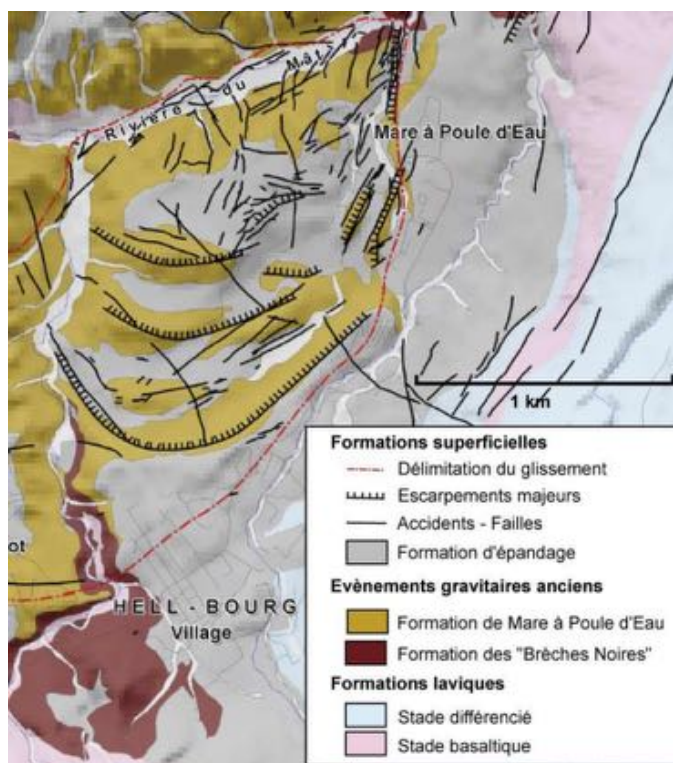 Rivière du Mât
Mare à Poule d'Eau
1 km
Formations superficielles
Délimitation du glissement
Escarpements majeurs
Accidents - Failles
Formation d'épandage
Evènements gravitaires anciens
Formation de Mare à Poule d'Eau
Formation des "Brèches Noires"
Formations laviques
Stade différencié
Stade basaltique
ot
HELL - BOURG
Village